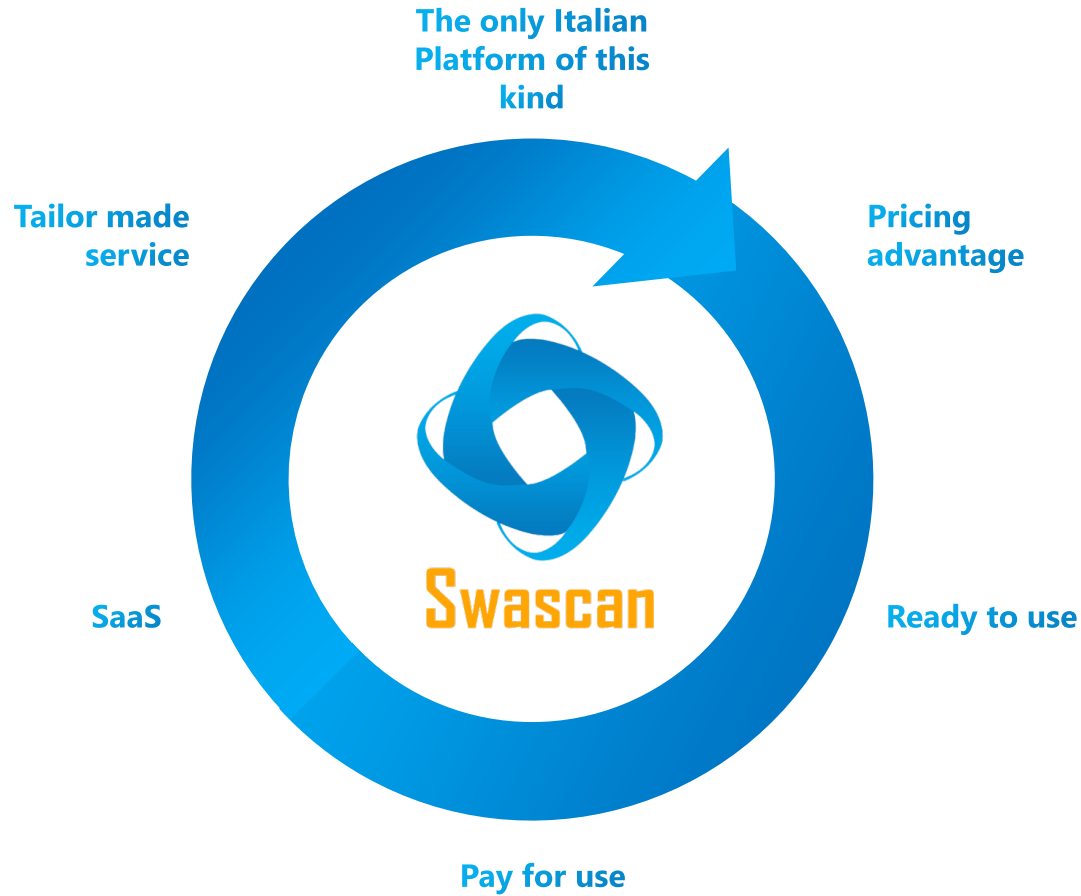 The only Italian
Platform of this
kind
Tailor made
service
Pricing
advantage
Swascan
SaaS
Ready to use
Pay for use